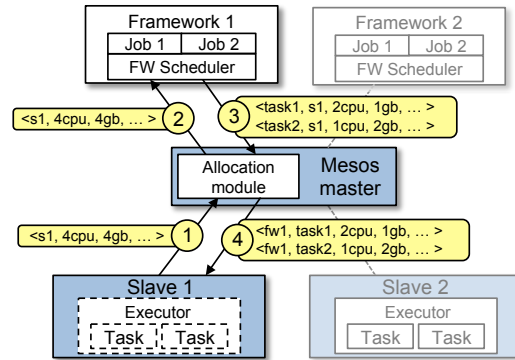 Framework 1
Job 1 Job 2
FW Scheduler
Framework 2
Job 1 Job 2
FW Scheduler
<s1, 4cpu, 4gb, … >
2
3
<task1, s1, 2cpu, 1gb, … >
<task2, s1, 1cpu, 2gb, … >
Allocation
module
Mesos
master
<s1, 4cpu, 4gb, … >
1
4
<fw1, task1, 2cpu, 1gb, … >
<fw1, task2, 1cpu, 2gb, … >
Slave 1
Executor
Task Task
Slave 2
Executor
Task Task